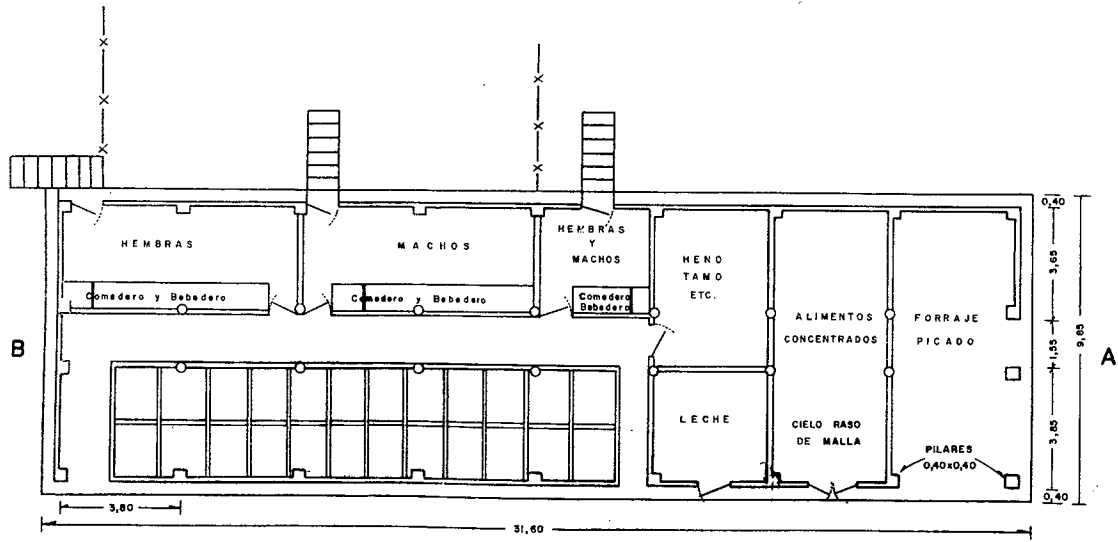 HEMBRAS
MACHOS
HEMBRAS
Y
MACHOS
HENO
TAMO
ETC.
Comedero y Bebedero
Comedero y Bebedero
Comedero
Bebedero
ALIMENTOS
CONCENTRADOS
FORRAJE
PICADO
B
A
LECHE
CIELO RASO
DE MALLA
PILARES
0,40x0,40
0,40
3,65
1,55
9,85
3,85
0,40
3,80
31,60